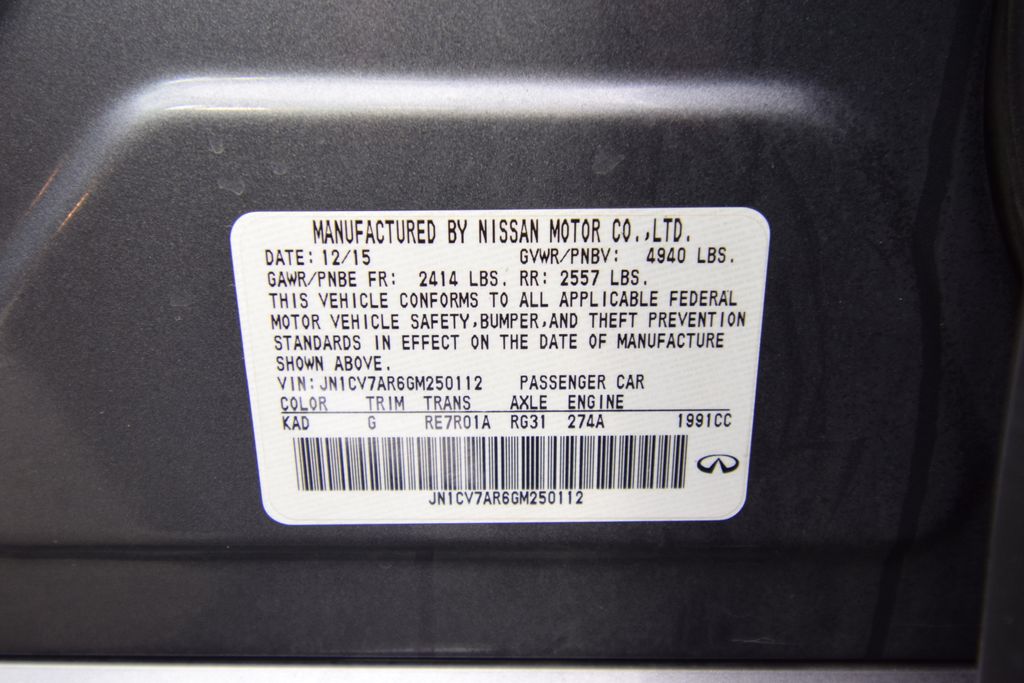 MANUFACTURED BY NISSAN MOTOR CO.,LTD.
DATE: 12/15 GVWR/PNBV: 4940 LBS.
GAWR/PNBE FR: 2414 LBS. RR: 2557 LBS.
THIS VEHICLE CONFORMS TO ALL APPLICABLE FEDERAL
MOTOR VEHICLE SAFETY,BUMPER,AND THEFT PREVENTION
STANDARDS IN EFFECT ON THE DATE OF MANUFACTURE
SHOWN ABOVE.
VIN:JN1CV7AR6GM250112 PASSENGER CAR
COLOR TRIM TRANS AXLE ENGINE
KAD G RE7R01A RG31 274A 1991CC
JN1CV7AR6GM250112